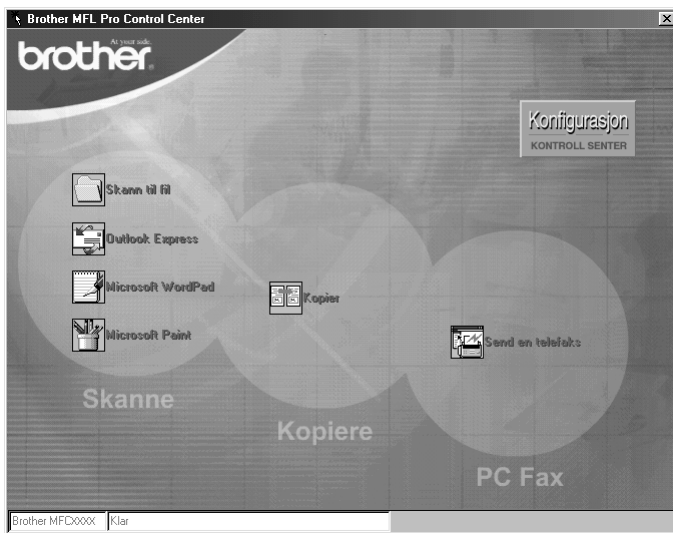 Brother MFL Pro Control Center
At your side.
brother
Konfigurasjon
KONTROLL SENTER
Skann til fil
Outlook Express
Microsoft WordPad
Microsoft Paint
Skanne
Kopier
Kopiere
Send en telefaks
PC Fax
Brother MFCXXXX
Klar